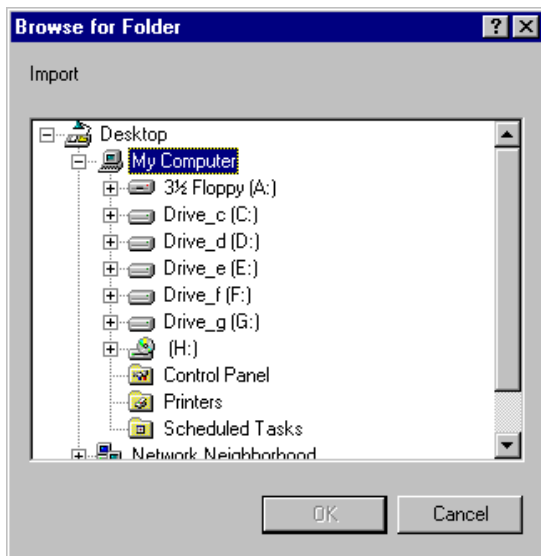 Browse for Folder
Import
Desktop
My Computer
3½ Floppy (A:)
Drive_c (C:)
Drive_d (D:)
Drive_e (E:)
Drive_f (F:)
Drive_g (G:)
(H:)
Control Panel
Printers
Scheduled Tasks
Network Neighborhood
OK Cancel